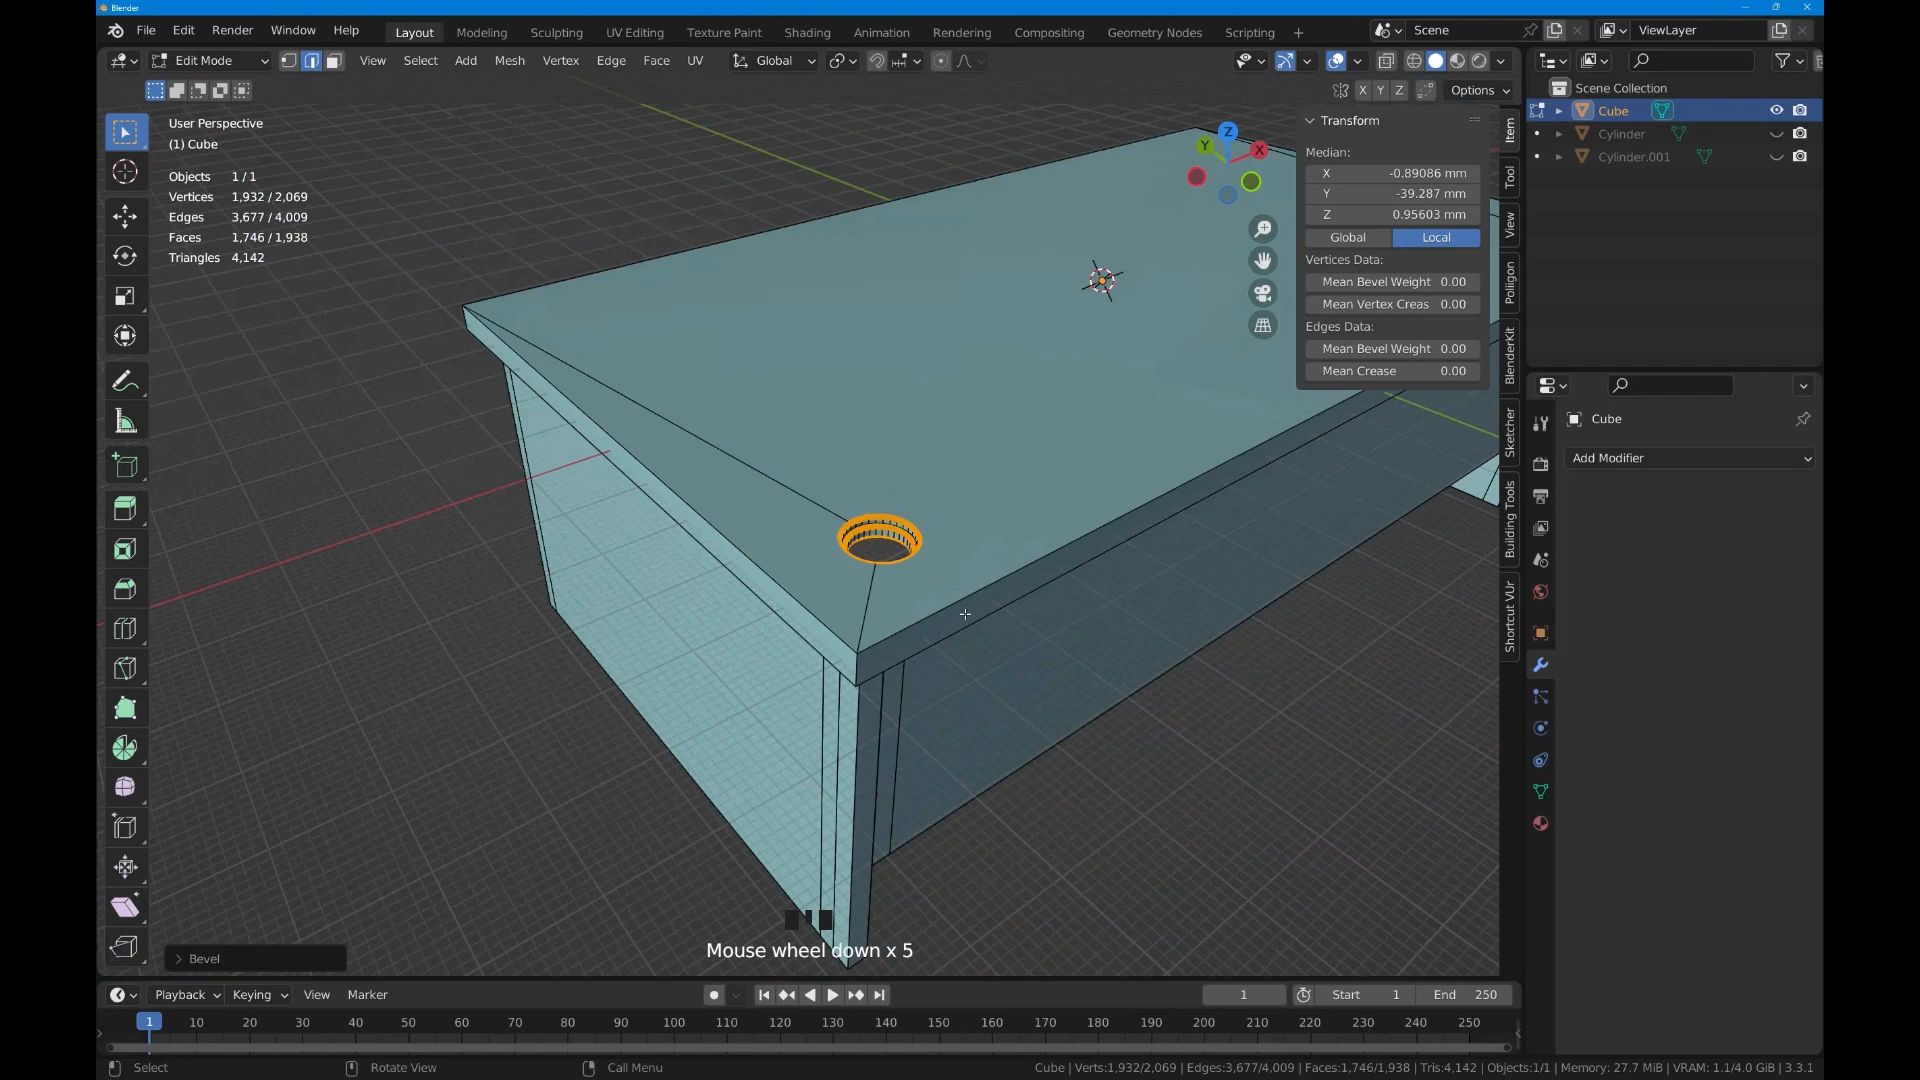 Blender
File Edit Render Window Help Layout Modeling Sculpting UV Editing Texture Paint Shading Animation Rendering Compositing Geometry Nodes Scripting + Scene ViewLayer
Edit Mode View Select Add Mesh Vertex Edge Face UV Global
X Y Z Options
User Perspective
(1) Cube
Objects 1 / 1
Vertices 1,932 / 2,069
Edges 3,677 / 4,009
Faces 1,746 / 1,938
Triangles 4,142
Z
Y
X
Transform
Median:
X -0.89086 mm
Y -39.287 mm
Z 0.95603 mm
Global Local
Vertices Data:
Mean Bevel Weight 0.00
Mean Vertex Creas 0.00
Edges Data:
Mean Bevel Weight 0.00
Mean Crease 0.00
Item
Tool
View
Poliigon
BlenderKit
Sketcher
Building Tools
Shortcut VUr
Scene Collection
Cube
Cylinder
Cylinder.001
Cube
Add Modifier
Bevel
Mouse wheel down x 5
Playback Keying View Marker 1 Start 1 End 250
1 10 20 30 40 50 60 70 80 90 100 110 120 130 140 150 160 170 180 190 200 210 220 230 240 250
Select Rotate View Call Menu Cube | Verts:1,932/2,069 | Edges:3,677/4,009 | Faces:1,746/1,938 | Tris:4,142 | Objects:1/1 | Memory: 27.7 MiB | VRAM: 1.1/4.0 GiB | 3.3.1